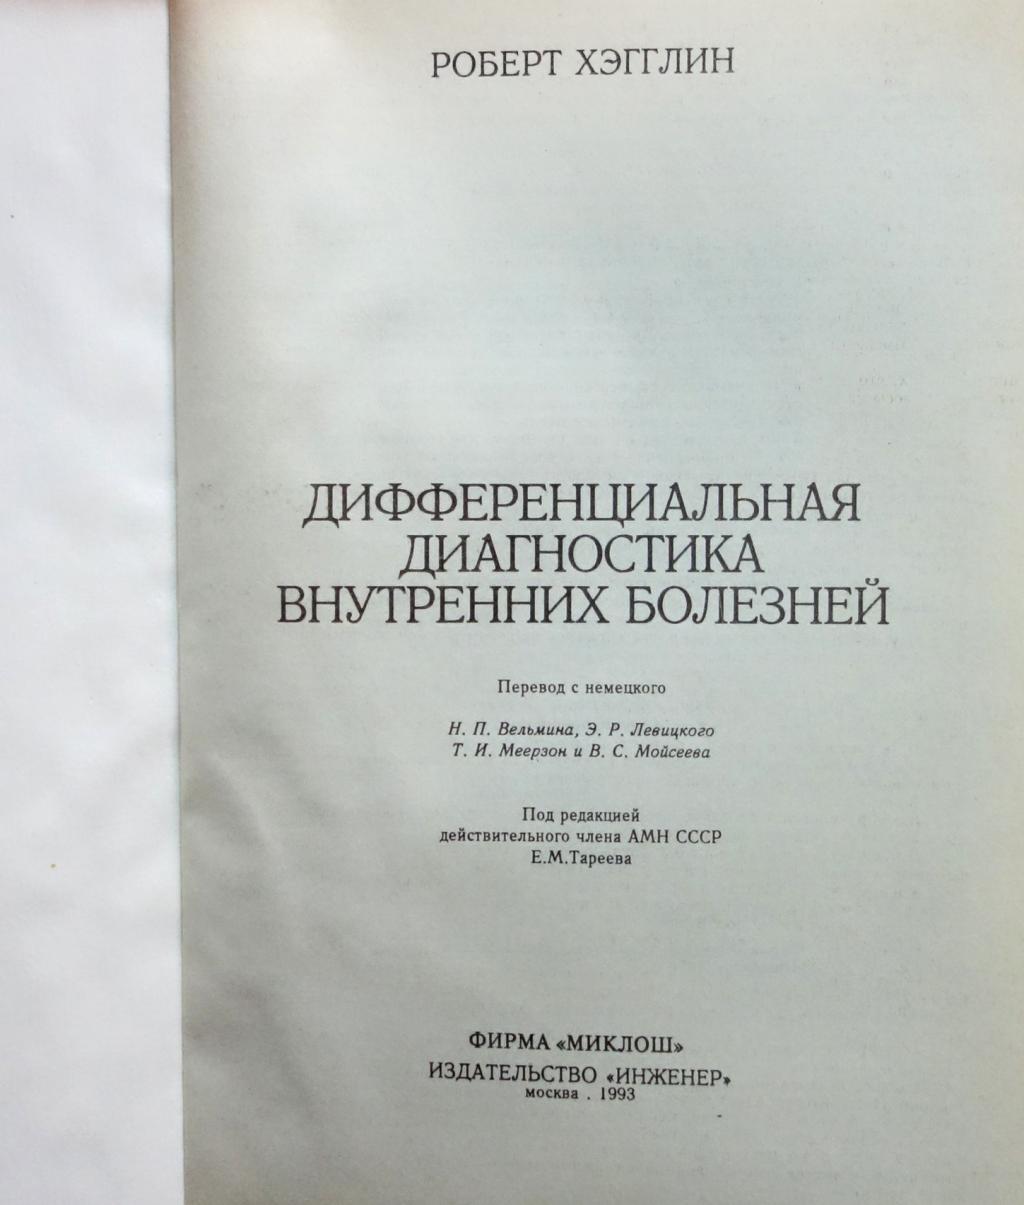 РОБЕРТ ХЭГГЛИН
ДИФФЕРЕНЦИАЛЬНАЯ
ДИАГНОСТИКА
ВНУТРЕННИХ БОЛЕЗНЕЙ
Перевод с немецкого
Н. П. Вельмина, Э. Р. Левицкого
Т. И. Меерзон и В. С. Мойсеева
Под редакцией
действительного члена АМН СССР
Е.М.Тареева
ФИРМА «МИКЛОШ»
ИЗДАТЕЛЬСТВО «ИНЖЕНЕР»
москва . 1993